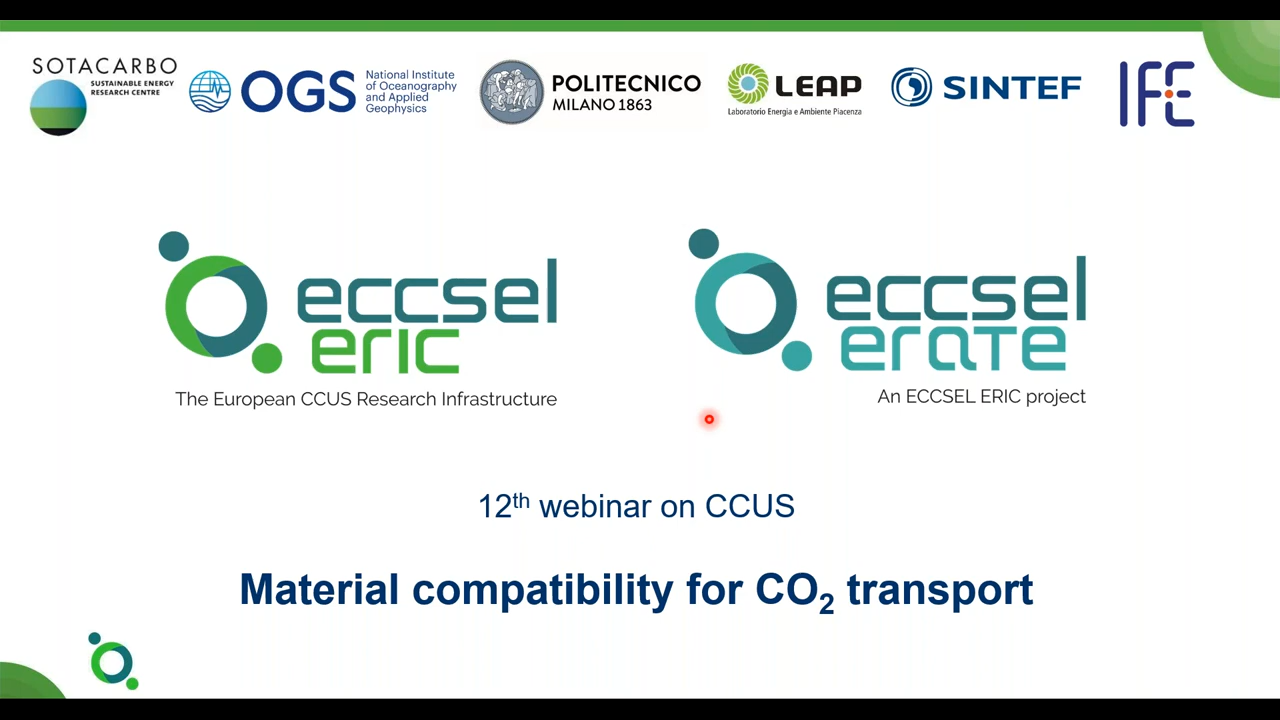 SOTACARBO
SUSTAINABLE ENERGY
RESEARCH CENTRE
OGS
National Institute
of Oceanography
and Applied
Geophysics
POLITECNICO
MILANO 1863
LEAP
Laboratorio Energia e Ambiente Piacenza
SINTEF
IFE
eccsel
eric
The European CCUS Research Infrastructure
eccsel
erate
An ECCSEL ERIC project
12th webinar on CCUS
Material compatibility for CO2 transport